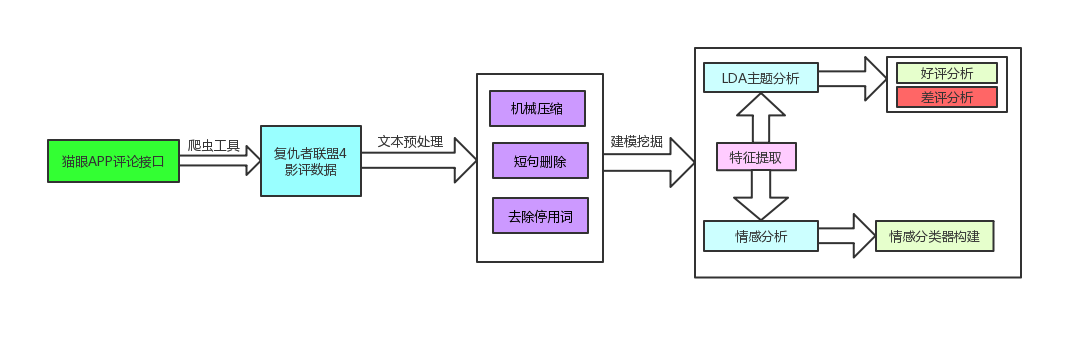 猫眼APP评论接口
爬虫工具
复仇者联盟4
影评数据
文本预处理
机械压缩
短句删除
去除停用词
建模挖掘
LDA主题分析
好评分析
差评分析
特征提取
情感分析
情感分类器构建